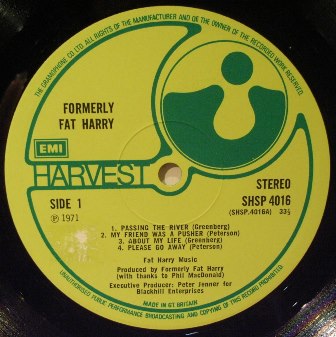 THE GRAMOPHONE CO. LTD. ALL RIGHTS OF THE MANUFACTURER AND OR THE OWNER OF THE RECORDED WORK RESERVED.
FORMERLY
FAT HARRY
EMI
HARVEST
SIDE 1
STEREO
SHSP 4016
℗ 1971
(SHSP.4016A) 33⅓
1. PASSING THE RIVER (Greenberg)
2. MY FRIEND WAS A PUSHER (Peterson)
3. ABOUT MY LIFE (Greenberg)
4. PLEASE GO AWAY (Peterson)
Fat Harry Music
Produced by Formerly Fat Harry
(with thanks to Phil MacDonald)
Executive Producer: Peter Jenner for
Blackhill Enterprises
MADE IN GT. BRITAIN
UNAUTHORISED PUBLIC PERFORMANCE BROADCASTING AND COPYING OF THIS RECORD PROHIBITED